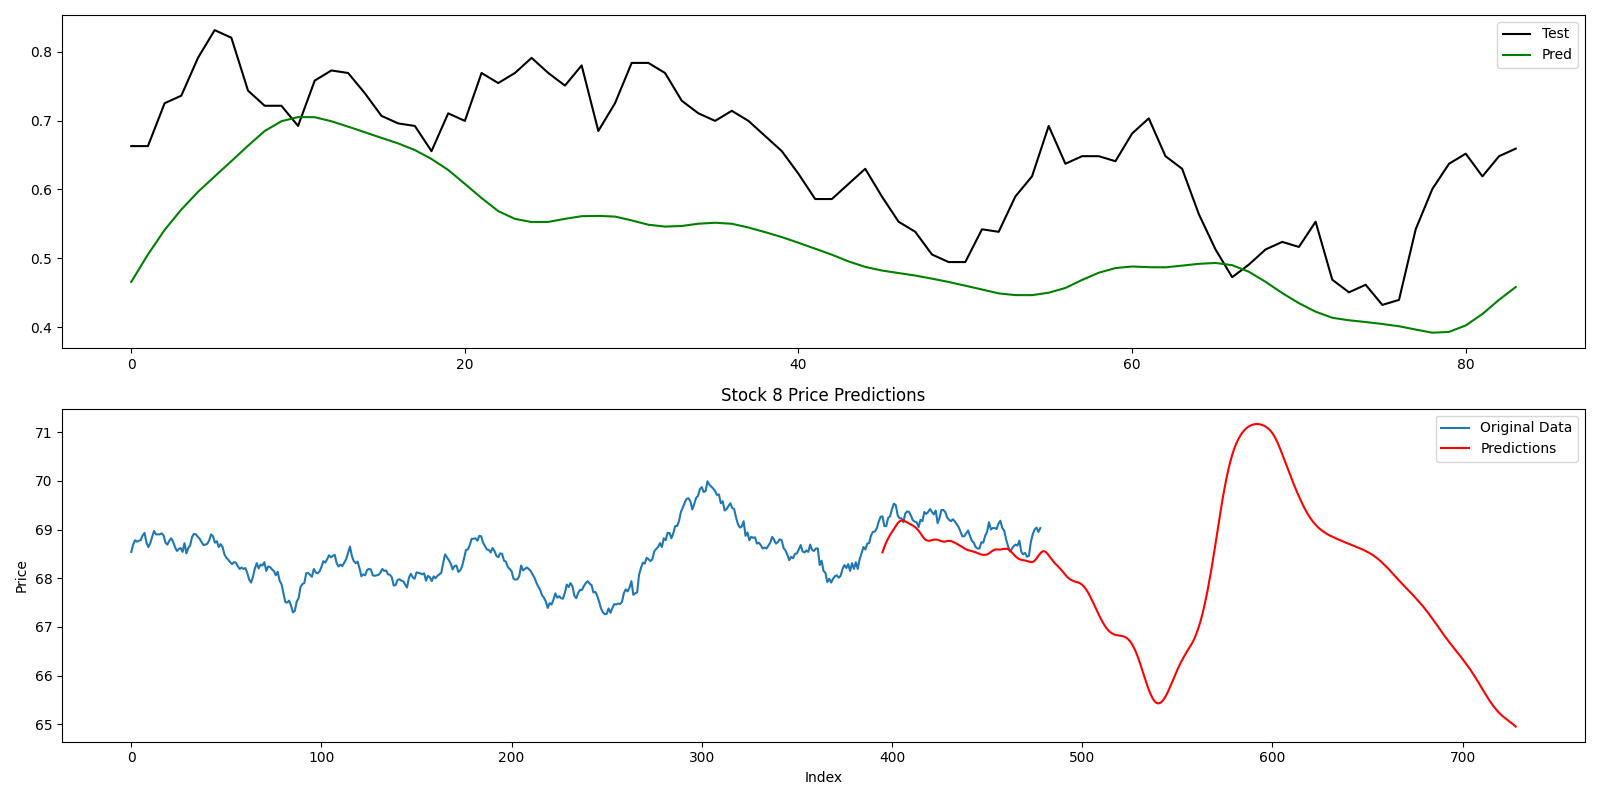 0.8
0.7
0.6
0.5
0.4
Test
Pred
0 20 40 60 80
Stock 8 Price Predictions
71
70
69
68
67
66
65
Price
Original Data
Predictions
0 100 200 300 400 500 600 700
Index